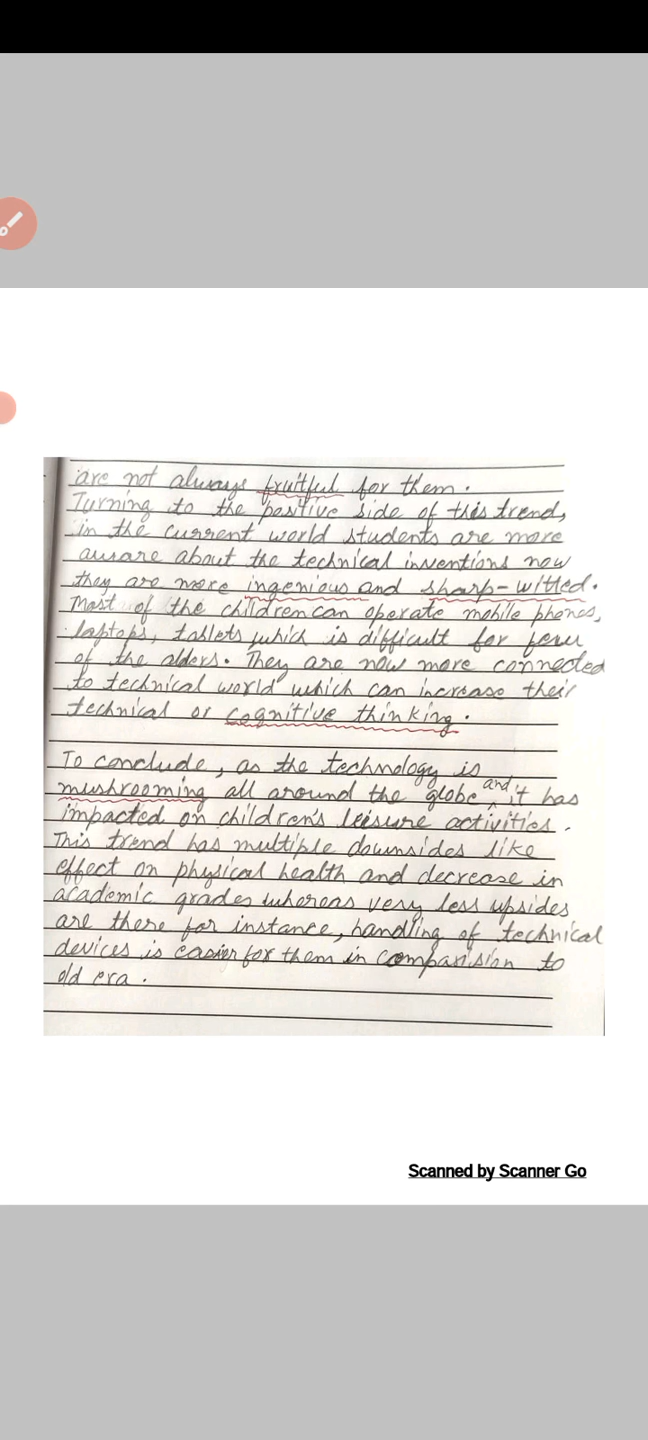 are not always fruitful for them.
Turning to the positive side of this trend,
in the current world students are more
aware about the technical inventions now
they are more ingenious and sharp-witted.
Most of the children can operate mobile phones,
laptops, tablets which is difficult for few
of the alders. They are now more connected
to technical world which can increase their
technical or cognitive thinking.
To conclude, as the technology is
mushrooming all around the globe and it has
impacted on children's leisure activities.
This trend has multiple downsides like
effect on physical health and decrease in
academic grades whereas very less upsides
are there for instance, handling of technical
devices is easier for them in comparision to
old era.
Scanned by Scanner Go